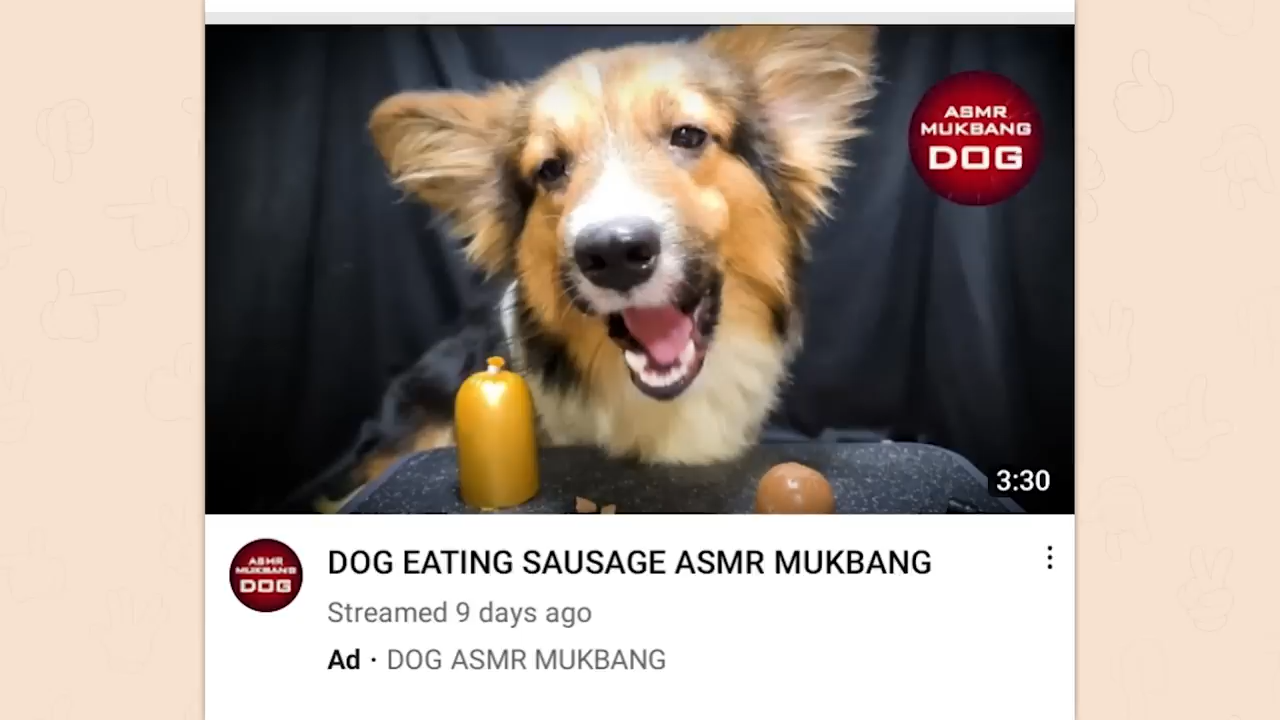 ASMR
MUKBANG
DOG
3:30
ASMR
MUKBANG
DOG
DOG EATING SAUSAGE ASMR MUKBANG
Streamed 9 days ago
Ad · DOG ASMR MUKBANG